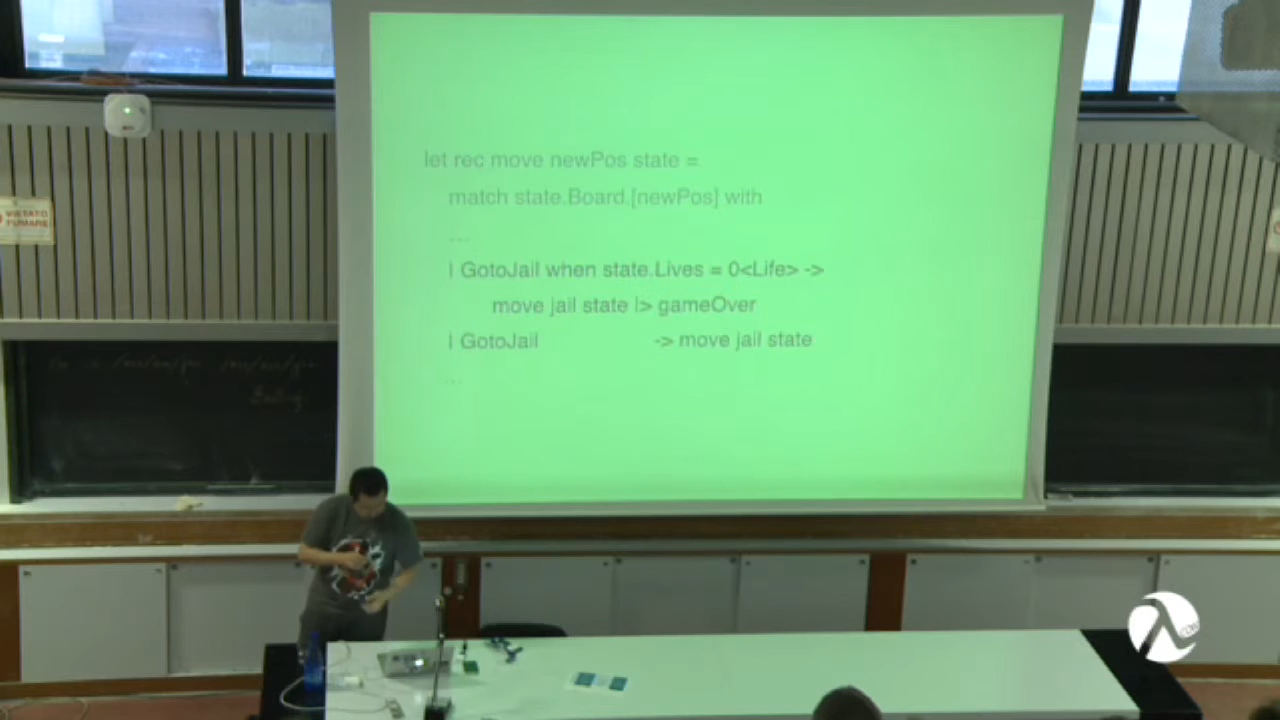 let rec move newPos state =
match state.Board.[newPos] with
...
| GotoJail when state.Lives = 0<Life> ->
move jail state |> gameOver
| GotoJail -> move jail state
...
VIETATO
FUMARE